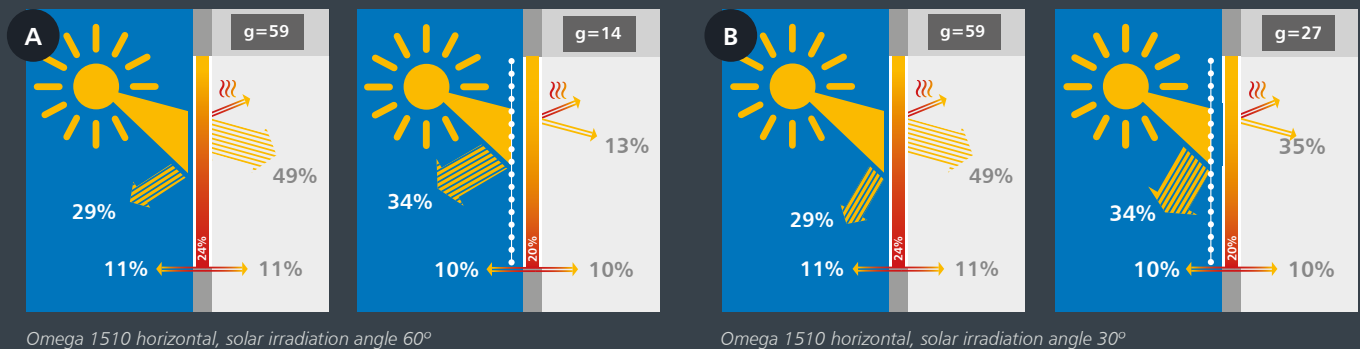 A
g=59
49%
29%
24%
11%
11%
g=14
13%
34%
20%
10%
10%
Omega 1510 horizontal, solar irradiation angle 60º
B
g=59
49%
29%
24%
11%
11%
g=27
35%
34%
20%
10%
10%
Omega 1510 horizontal, solar irradiation angle 30º